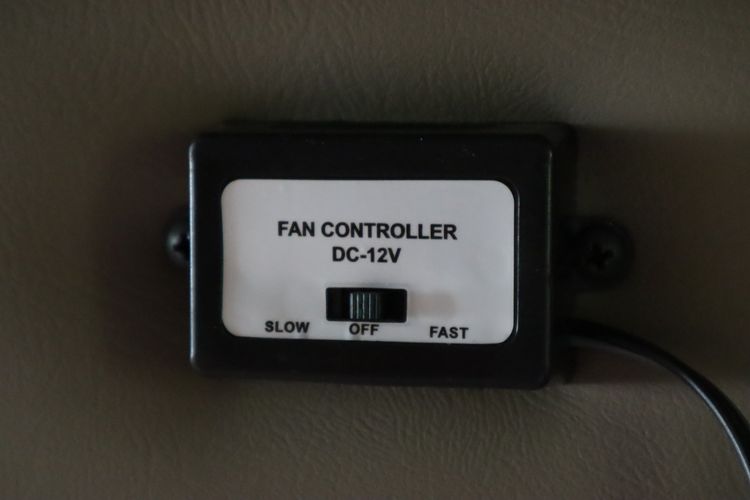 FAN CONTROLLER
DC-12V
SLOW OFF FAST